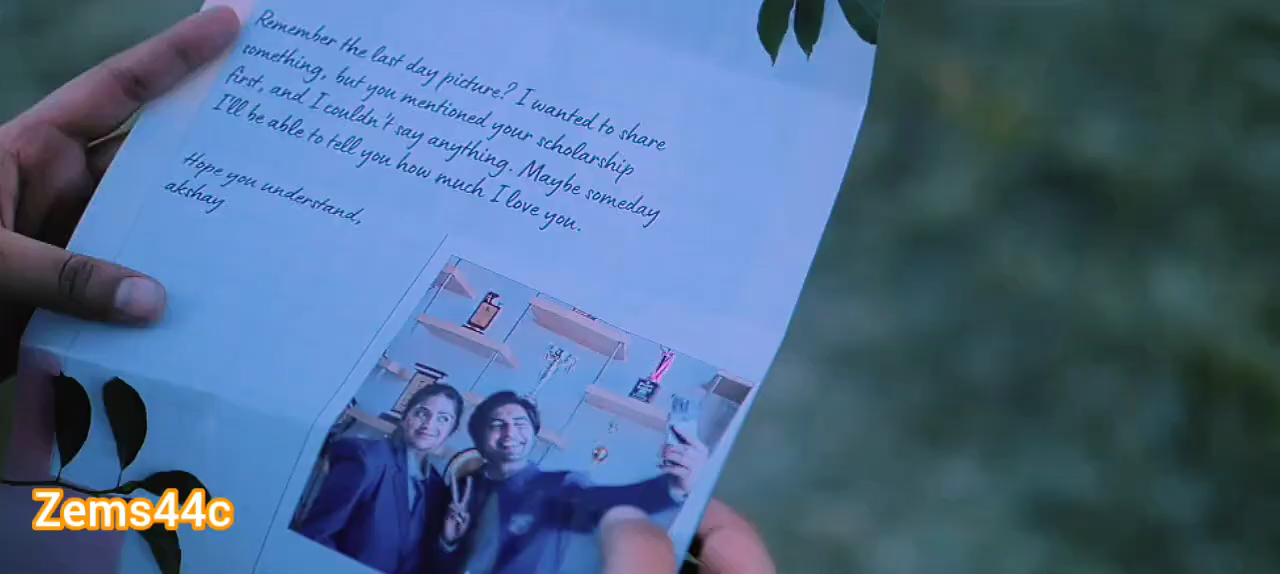 Remember the last day picture? I wanted to share
something, but you mentioned your scholarship
first, and I couldn't say anything. Maybe someday
I'll be able to tell you how much I love you.
Hope you understand,
akshay
Zems44c